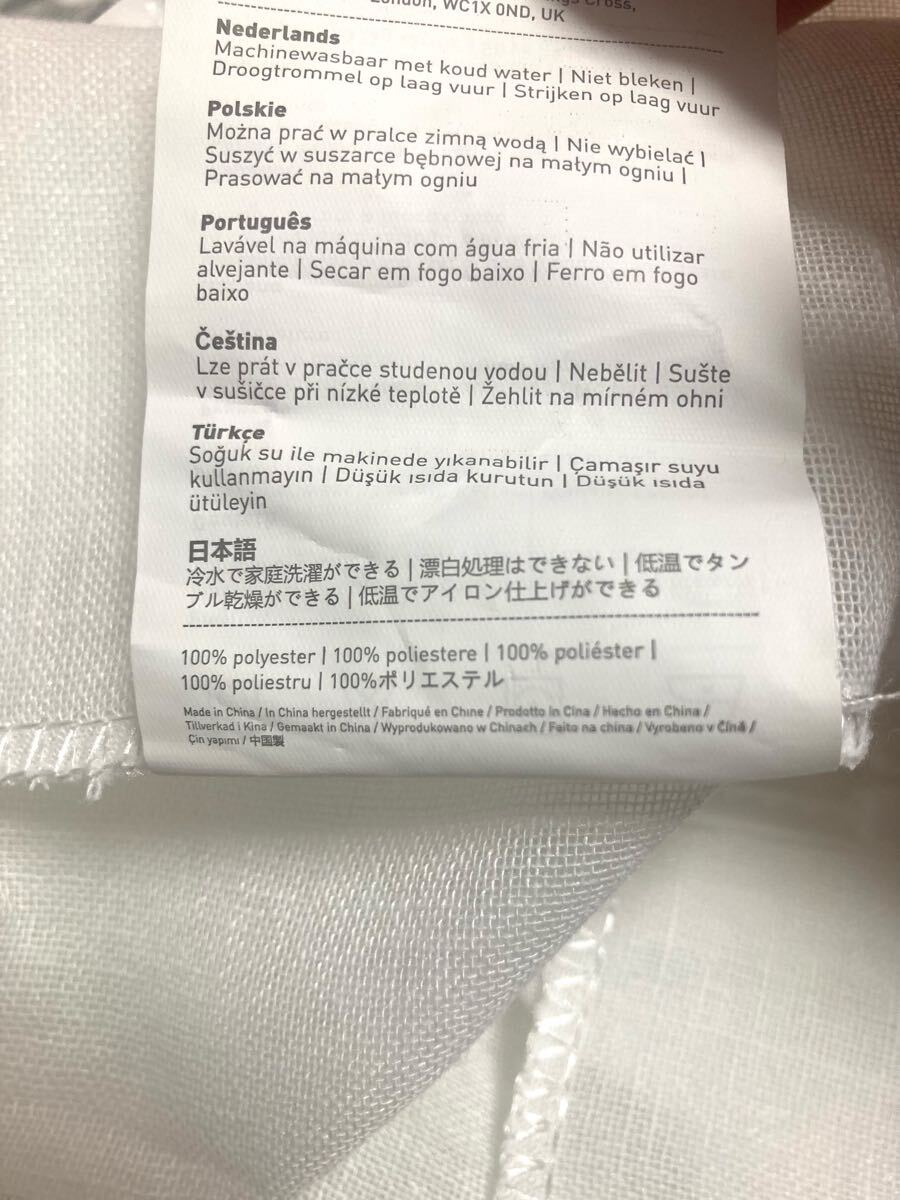 London, WC1X 0ND, UK
Nederlands
Machinewasbaar met koud water | Niet bleken |
Droogtrommel op laag vuur | Strijken op laag vuur
Polskie
Można prać w pralce zimną wodą | Nie wybielać |
Suszyć w suszarce bębnowej na małym ogniu |
Prasować na małym ogniu
Português
Lavável na máquina com água fria | Não utilizar
alvejante | Secar em fogo baixo | Ferro em fogo
baixo
Čeština
Lze prát v pračce studenou vodou | Nebělit | Sušte
v sušičce při nízké teplotě | Žehlit na mírném ohni
Türkçe
Soğuk su ile makinede yıkanabilir | Çamaşır suyu
kullanmayın | Düşük ısıda kurutun | Düşük ısıda
ütüleyin
日本語
冷水で家庭洗濯ができる | 漂白処理はできない | 低温でタン
ブル乾燥ができる | 低温でアイロン仕上げができる
100% polyester | 100% poliestere | 100% poliéster |
100% poliestru | 100%ポリエステル
Made in China / In China hergestellt / Fabriqué en Chine / Prodotto in Cina / Hecho en China /
Tillverkad i Kina / Gemaakt in China / Wyprodukowano w Chinach / Feito na china / Vyrobeno v Číně /
Çin yapımı / 中国製